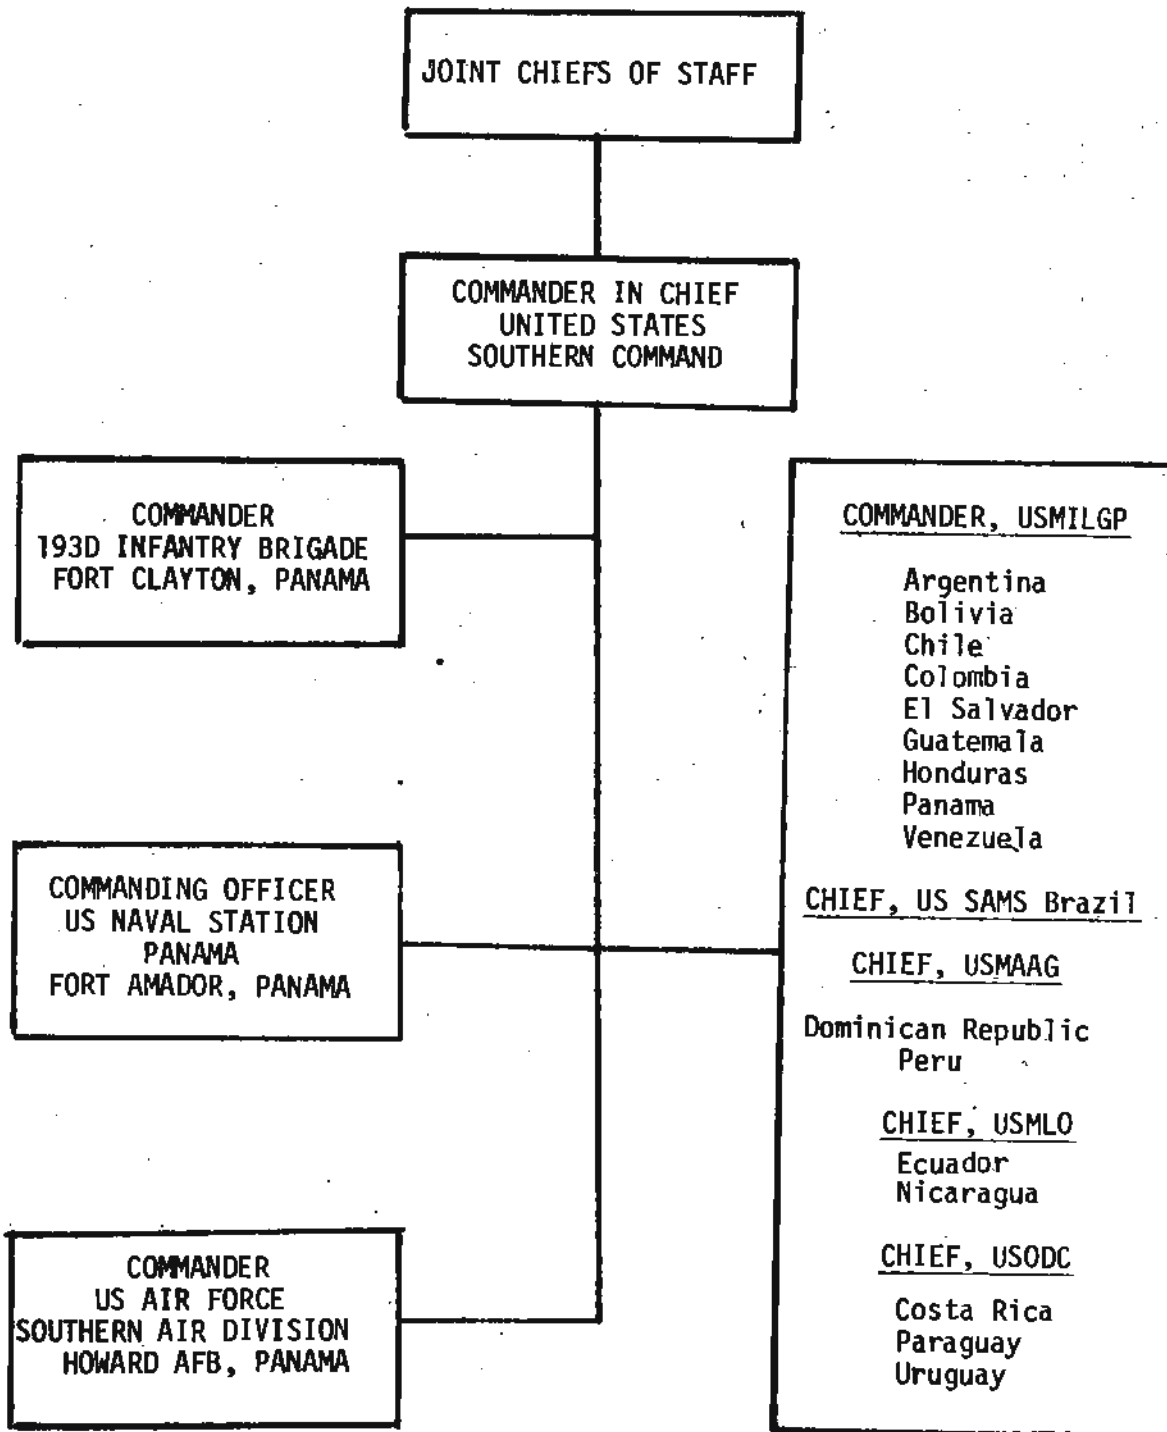 JOINT CHIEFS OF STAFF
COMMANDER IN CHIEF
UNITED STATES
SOUTHERN COMMAND
COMMANDER
193D INFANTRY BRIGADE
FORT CLAYTON, PANAMA
COMMANDING OFFICER
US NAVAL STATION
PANAMA
FORT AMADOR, PANAMA
COMMANDER
US AIR FORCE
SOUTHERN AIR DIVISION
HOWARD AFB, PANAMA
COMMANDER, USMILGP
Argentina
Bolivia
Chile
Colombia
El Salvador
Guatemala
Honduras
Panama
Venezuela
CHIEF, US SAMS Brazil
CHIEF, USMAAG
Dominican Republic
Peru
CHIEF, USMLO
Ecuador
Nicaragua
CHIEF, USODC
Costa Rica
Paraguay
Uruguay